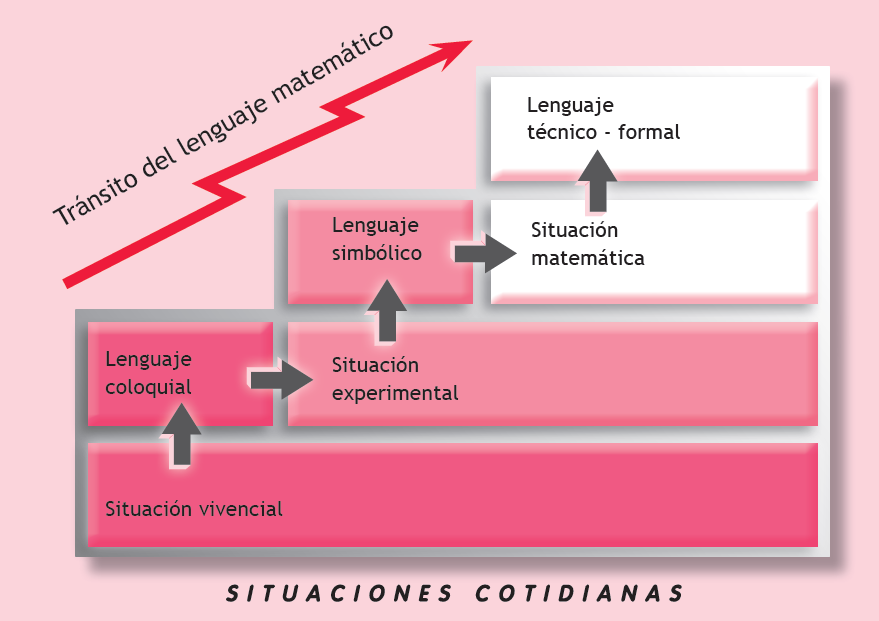 Tránsito del lenguaje matemático
Lenguaje
técnico - formal
Lenguaje
simbólico
Situación
matemática
Lenguaje
coloquial
Situación
experimental
Situación vivencial
SITUACIONES COTIDIANAS